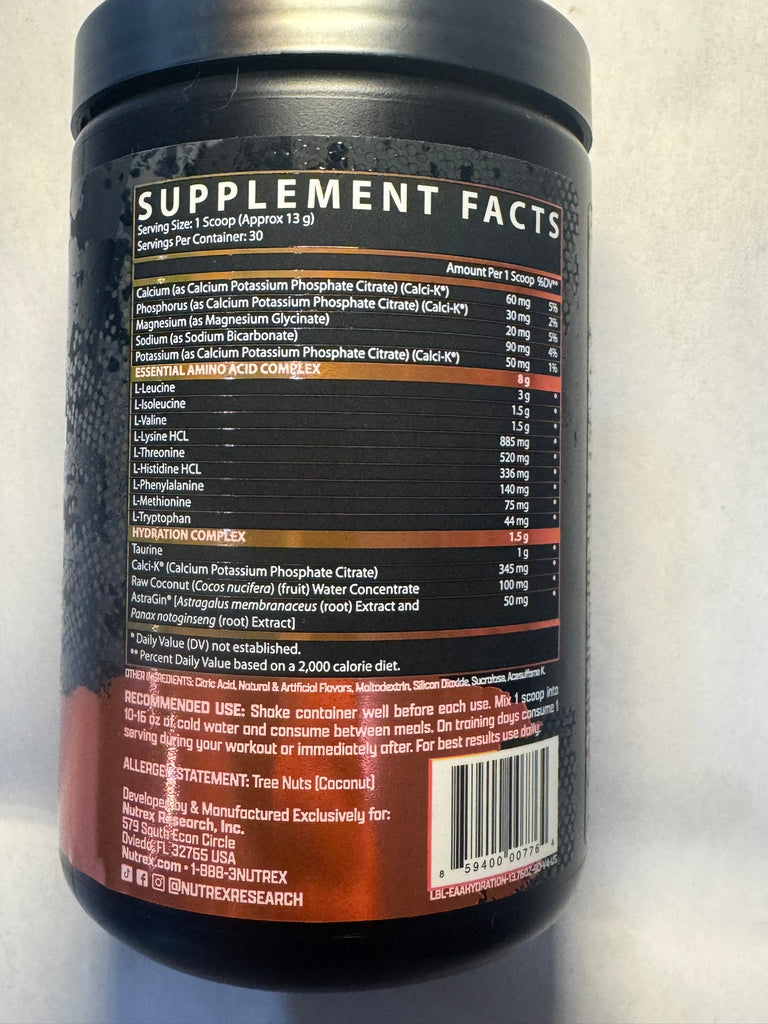 SUPPLEMENT FACTS
Serving Size: 1 Scoop (Approx 13 g)
Servings Per Container: 30
Amount Per 1 Scoop %DV**
Calcium (as Calcium Potassium Phosphate Citrate) (Calci-K®) 60 mg 5%
Phosphorus (as Calcium Potassium Phosphate Citrate) (Calci-K®) 30 mg 2%
Magnesium (as Magnesium Glycinate) 20 mg 5%
Sodium (as Sodium Bicarbonate) 90 mg 4%
Potassium (as Calcium Potassium Phosphate Citrate) (Calci-K®) 50 mg 1%
ESSENTIAL AMINO ACID COMPLEX 8 g
L-Leucine 3 g *
L-Isoleucine 1.5 g *
L-Valine 1.5 g *
L-Lysine HCL 885 mg *
L-Threonine 520 mg *
L-Histidine HCL 336 mg *
L-Phenylalanine 140 mg *
L-Methionine 75 mg *
L-Tryptophan 44 mg *
HYDRATION COMPLEX 1.5 g
Taurine 1 g *
Calci-K® (Calcium Potassium Phosphate Citrate) 345 mg *
Raw Coconut (Cocos nucifera) (fruit) Water Concentrate 100 mg *
AstraGin® [Astragalus membranaceus (root) Extract and 50 mg *
Panax notoginseng (root) Extract]
* Daily Value (DV) not established.
** Percent Daily Value based on a 2,000 calorie diet.
OTHER INGREDIENTS: Citric Acid, Natural & Artificial Flavors, Maltodextrin, Silicon Dioxide, Sucralose, Acesulfame K.
RECOMMENDED USE: Shake container well before each use. Mix 1 scoop into
10-16 oz of cold water and consume between meals. On training days consume 1
serving during your workout or immediately after. For best results use daily.
ALLERGEN STATEMENT: Tree Nuts (Coconut)
Developed by & Manufactured Exclusively for:
Nutrex Research, Inc.
579 South Econ Circle
Oviedo, FL 32765 USA
Nutrex.com • 1-888-3NUTREX
@NUTREXRESEARCH
8 59400 00776 4